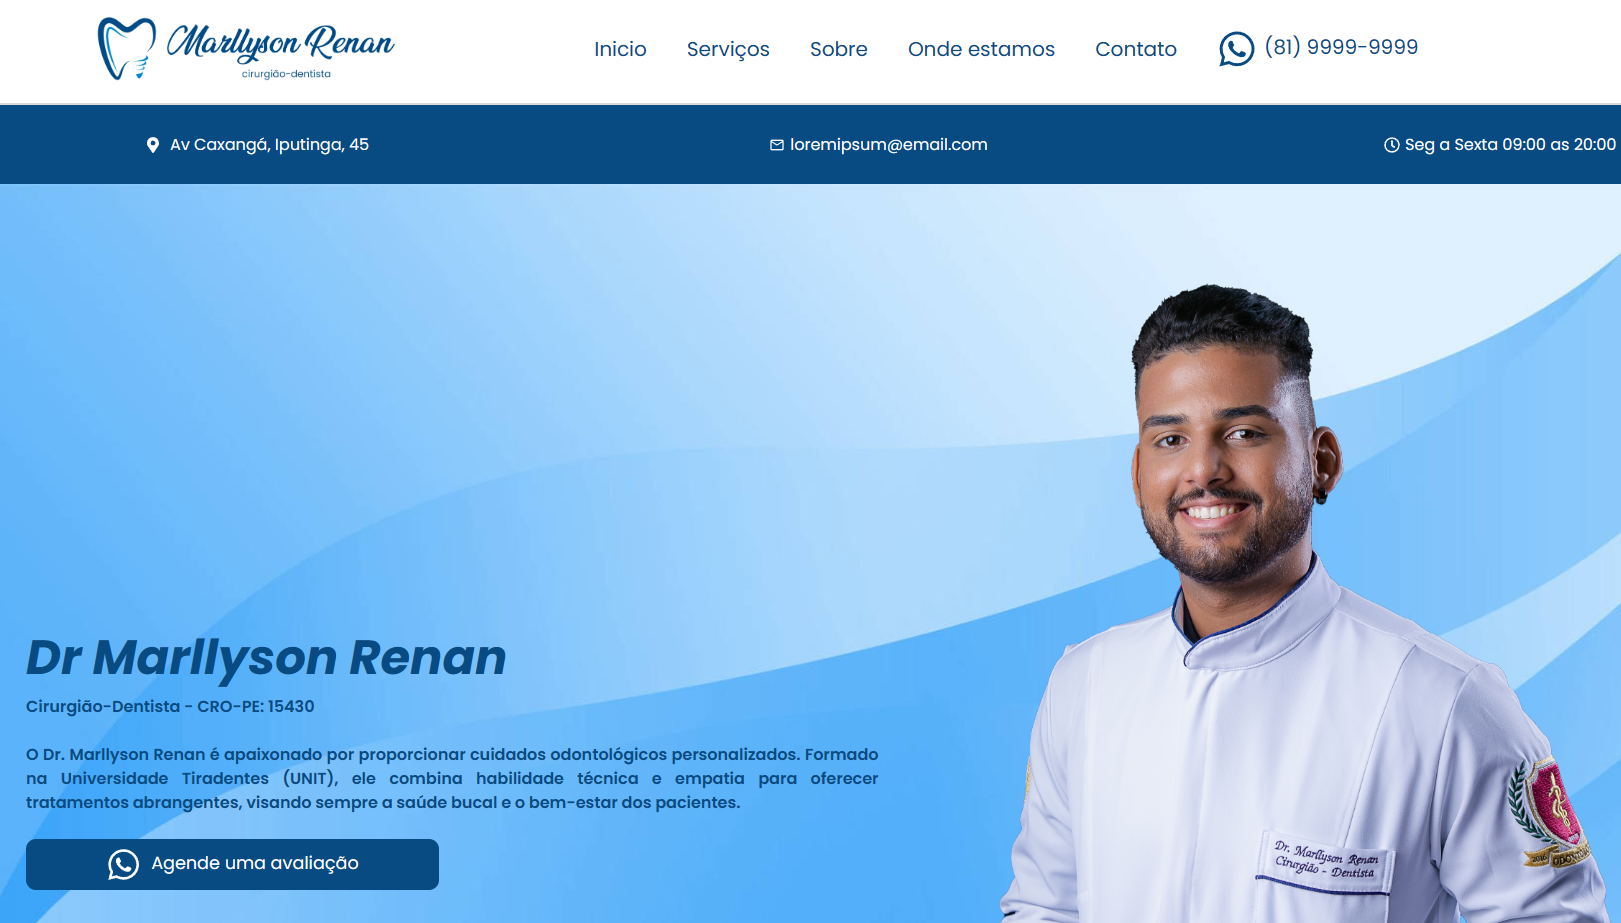 Marllyson Renan
cirurgião-dentista
Inicio
Serviços
Sobre
Onde estamos
Contato
(81) 9999-9999
Av Caxangá, Iputinga, 45
loremipsum@email.com
Seg a Sexta 09:00 as 20:00
Dr Marllyson Renan
Cirurgião-Dentista - CRO-PE: 15430
O Dr. Marllyson Renan é apaixonado por proporcionar cuidados odontológicos personalizados. Formado
na Universidade Tiradentes (UNIT), ele combina habilidade técnica e empatia para oferecer
tratamentos abrangentes, visando sempre a saúde bucal e o bem-estar dos pacientes.
Agende uma avaliação
Dr. Marllyson Renan
Cirurgião - Dentista
2016